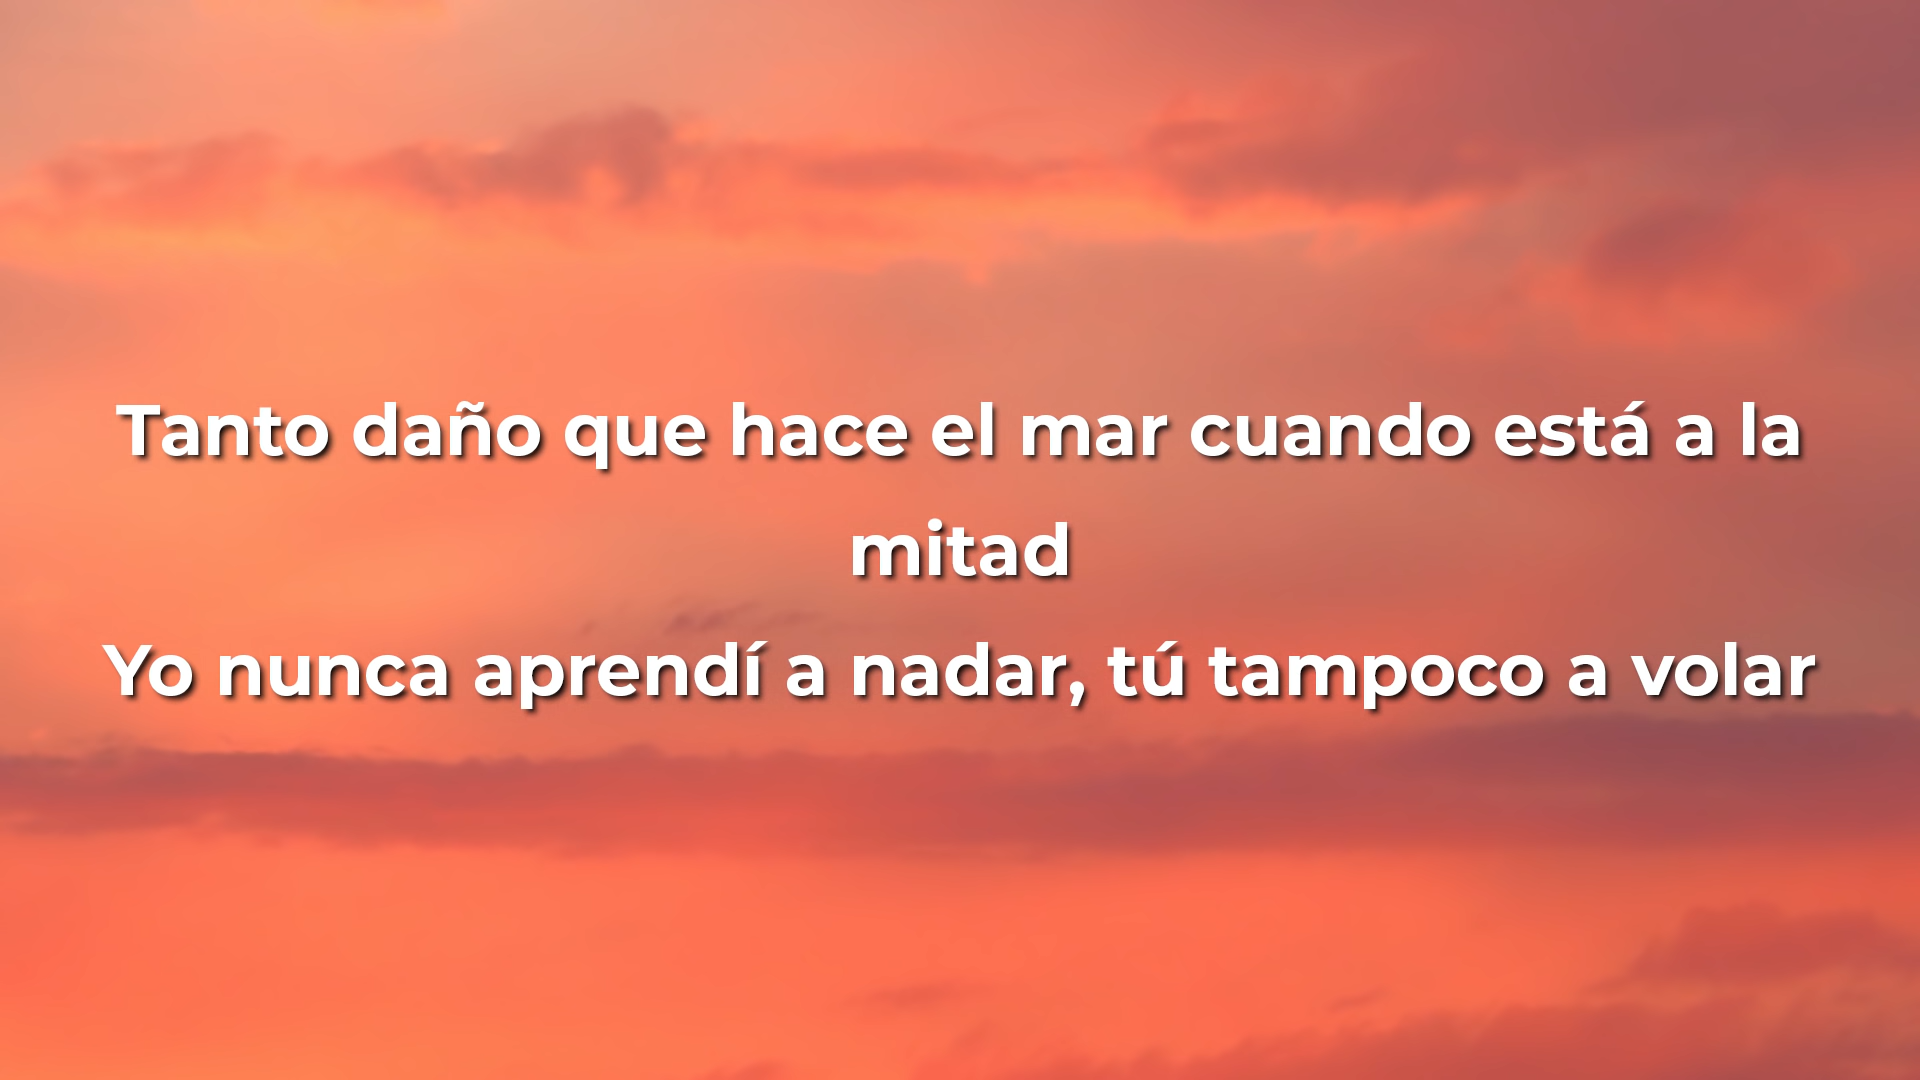 Tanto daño que hace el mar cuando está a la
mitad
Yo nunca aprendí a nadar, tú tampoco a volar